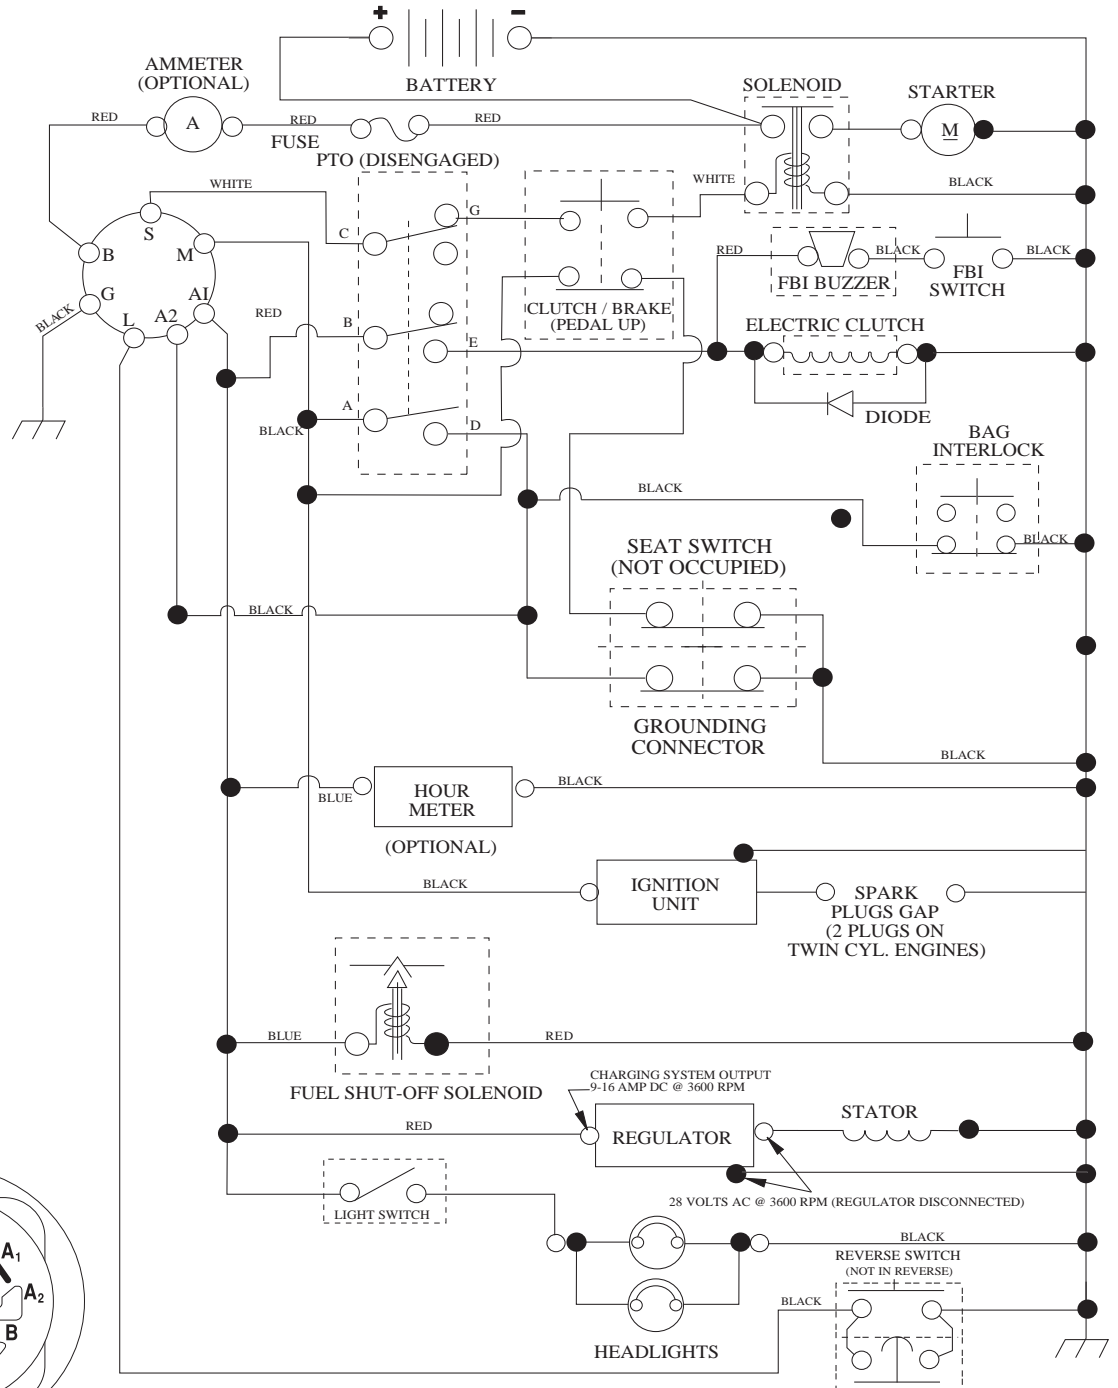 +
-
BATTERY
AMMETER
(OPTIONAL)
RED
A
RED
FUSE
RED
SOLENOID
STARTER
M
PTO (DISENGAGED)
WHITE
WHITE
BLACK
S
B
M
G
L
A2
AI
BLACK
RED
C
G
B
E
A
D
BLACK
CLUTCH / BRAKE
(PEDAL UP)
RED
BLACK
BLACK
FBI BUZZER
FBI
SWITCH
ELECTRIC CLUTCH
DIODE
BAG
INTERLOCK
BLACK
BLACK
SEAT SWITCH
(NOT OCCUPIED)
BLACK
GROUNDING
CONNECTOR
BLACK
BLUE
HOUR
METER
BLACK
(OPTIONAL)
BLACK
IGNITION
UNIT
SPARK
PLUGS GAP
(2 PLUGS ON
TWIN CYL. ENGINES)
BLUE
RED
FUEL SHUT-OFF SOLENOID
CHARGING SYSTEM OUTPUT
9-16 AMP DC @ 3600 RPM
RED
REGULATOR
STATOR
28 VOLTS AC @ 3600 RPM (REGULATOR DISCONNECTED)
LIGHT SWITCH
BLACK
REVERSE SWITCH
(NOT IN REVERSE)
BLACK
HEADLIGHTS
A1
A2
B